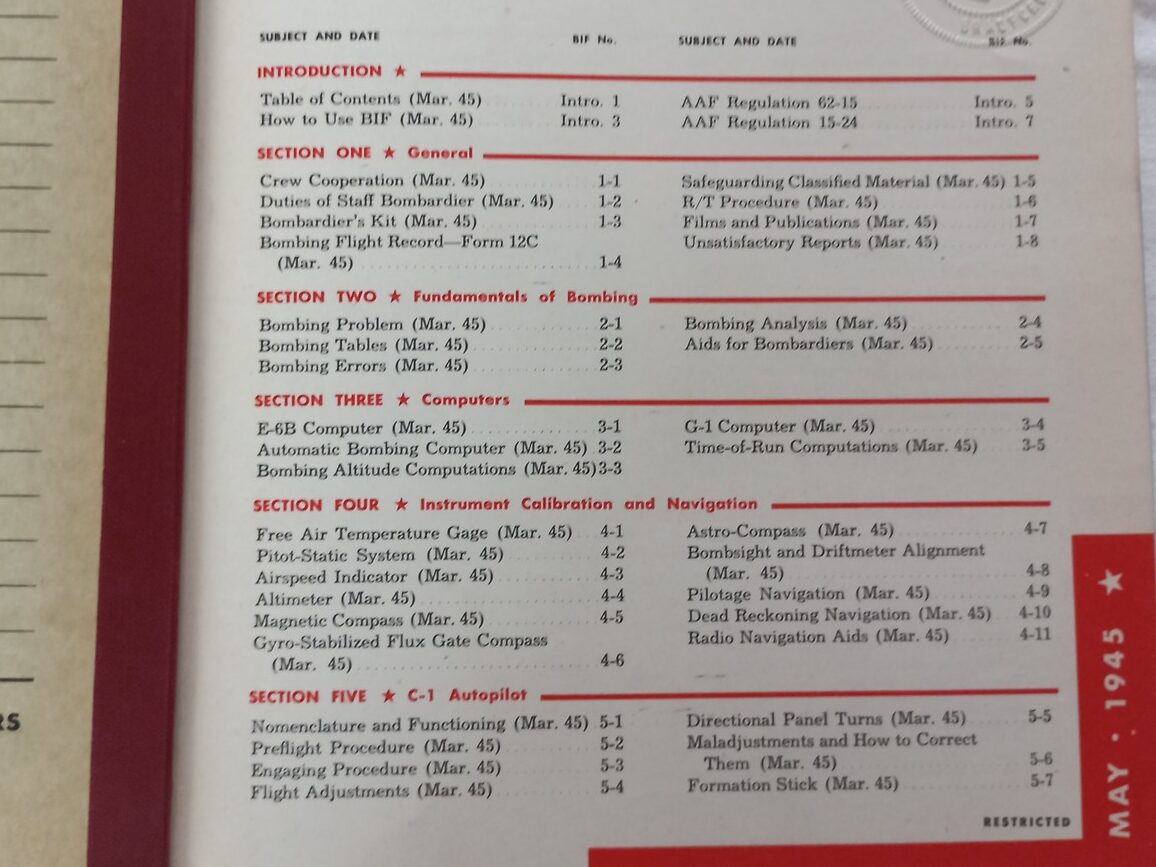 SUBJECT AND DATE BIF No.
INTRODUCTION ★
Table of Contents (Mar. 45) Intro. 1
How to Use BIF (Mar. 45) Intro. 3
SUBJECT AND DATE BIF No.
AAF Regulation 62-15 Intro. 5
AAF Regulation 15-24 Intro. 7
SECTION ONE ★ General
Crew Cooperation (Mar. 45) 1-1
Duties of Staff Bombardier (Mar. 45) 1-2
Bombardier's Kit (Mar. 45) 1-3
Bombing Flight Record—Form 12C
(Mar. 45) 1-4
Safeguarding Classified Material (Mar. 45) 1-5
R/T Procedure (Mar. 45) 1-6
Films and Publications (Mar. 45) 1-7
Unsatisfactory Reports (Mar. 45) 1-8
SECTION TWO ★ Fundamentals of Bombing
Bombing Problem (Mar. 45) 2-1
Bombing Tables (Mar. 45) 2-2
Bombing Errors (Mar. 45) 2-3
Bombing Analysis (Mar. 45) 2-4
Aids for Bombardiers (Mar. 45) 2-5
SECTION THREE ★ Computers
E-6B Computer (Mar. 45) 3-1
Automatic Bombing Computer (Mar. 45) 3-2
Bombing Altitude Computations (Mar. 45) 3-3
G-1 Computer (Mar. 45) 3-4
Time-of-Run Computations (Mar. 45) 3-5
SECTION FOUR ★ Instrument Calibration and Navigation
Free Air Temperature Gage (Mar. 45) 4-1
Pitot-Static System (Mar. 45) 4-2
Airspeed Indicator (Mar. 45) 4-3
Altimeter (Mar. 45) 4-4
Magnetic Compass (Mar. 45) 4-5
Gyro-Stabilized Flux Gate Compass
(Mar. 45) 4-6
Astro-Compass (Mar. 45) 4-7
Bombsight and Driftmeter Alignment
(Mar. 45) 4-8
Pilotage Navigation (Mar. 45) 4-9
Dead Reckoning Navigation (Mar. 45) 4-10
Radio Navigation Aids (Mar. 45) 4-11
SECTION FIVE ★ C-1 Autopilot
Nomenclature and Functioning (Mar. 45) 5-1
Preflight Procedure (Mar. 45) 5-2
Engaging Procedure (Mar. 45) 5-3
Flight Adjustments (Mar. 45) 5-4
Directional Panel Turns (Mar. 45) 5-5
Maladjustments and How to Correct
Them (Mar. 45) 5-6
Formation Stick (Mar. 45) 5-7
RESTRICTED
MAY · 1945 ★
RS